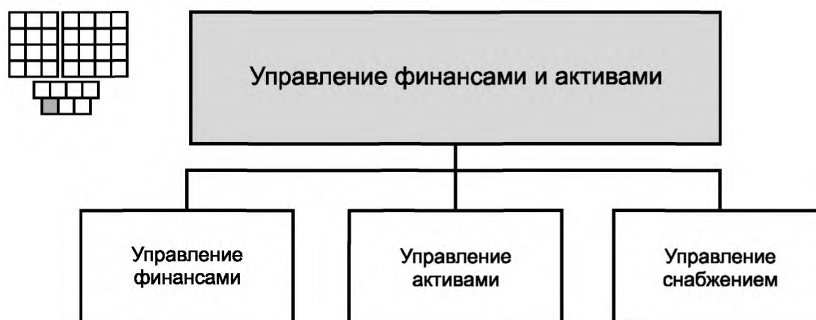 Управление финансами и активами
Управление
финансами
Управление
активами
Управление
снабжением